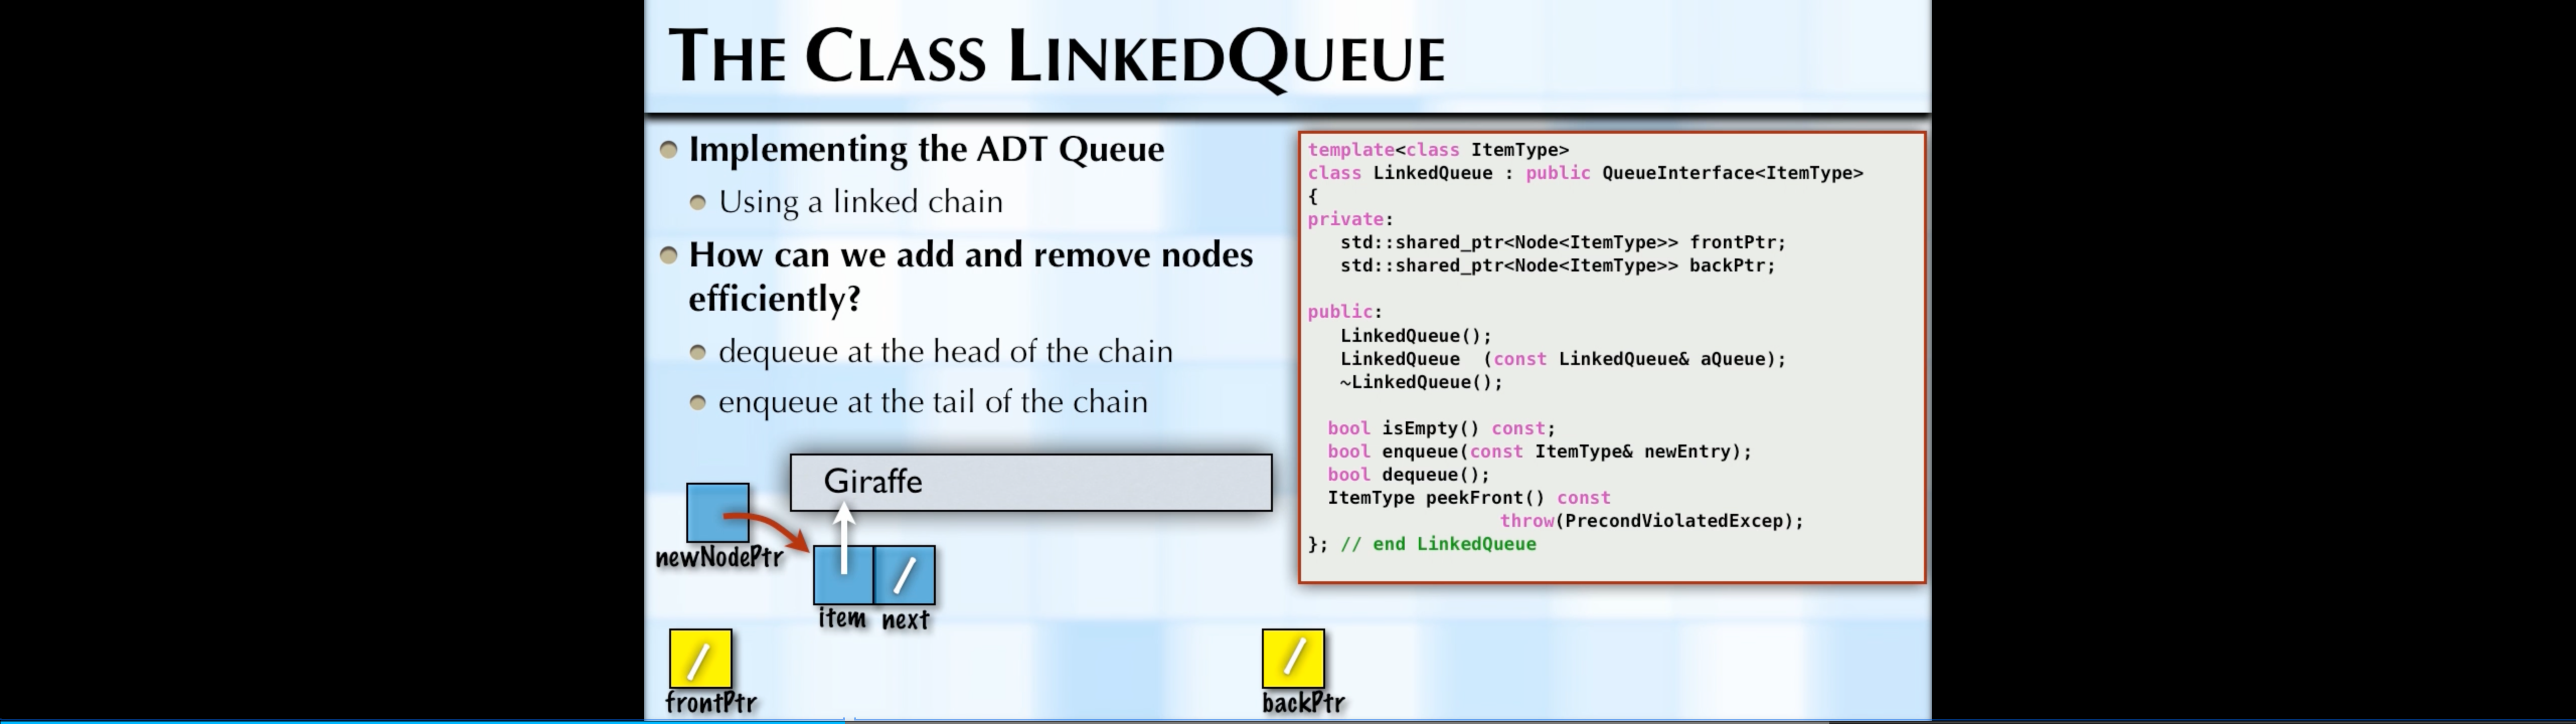 THE CLASS LINKEDQUEUE
Implementing the ADT Queue
Using a linked chain
How can we add and remove nodes
efficiently?
dequeue at the head of the chain
enqueue at the tail of the chain
template<class ItemType>
class LinkedQueue : public QueueInterface<ItemType>
{
private:
   std::shared_ptr<Node<ItemType>> frontPtr;
   std::shared_ptr<Node<ItemType>> backPtr;
public:
   LinkedQueue();
   LinkedQueue  (const LinkedQueue& aQueue);
   ~LinkedQueue();
  bool isEmpty() const;
  bool enqueue(const ItemType& newEntry);
  bool dequeue();
  ItemType peekFront() const
                  throw(PrecondViolatedExcep);
}; // end LinkedQueue
Giraffe
newNodePtr
item next
frontPtr
backPtr